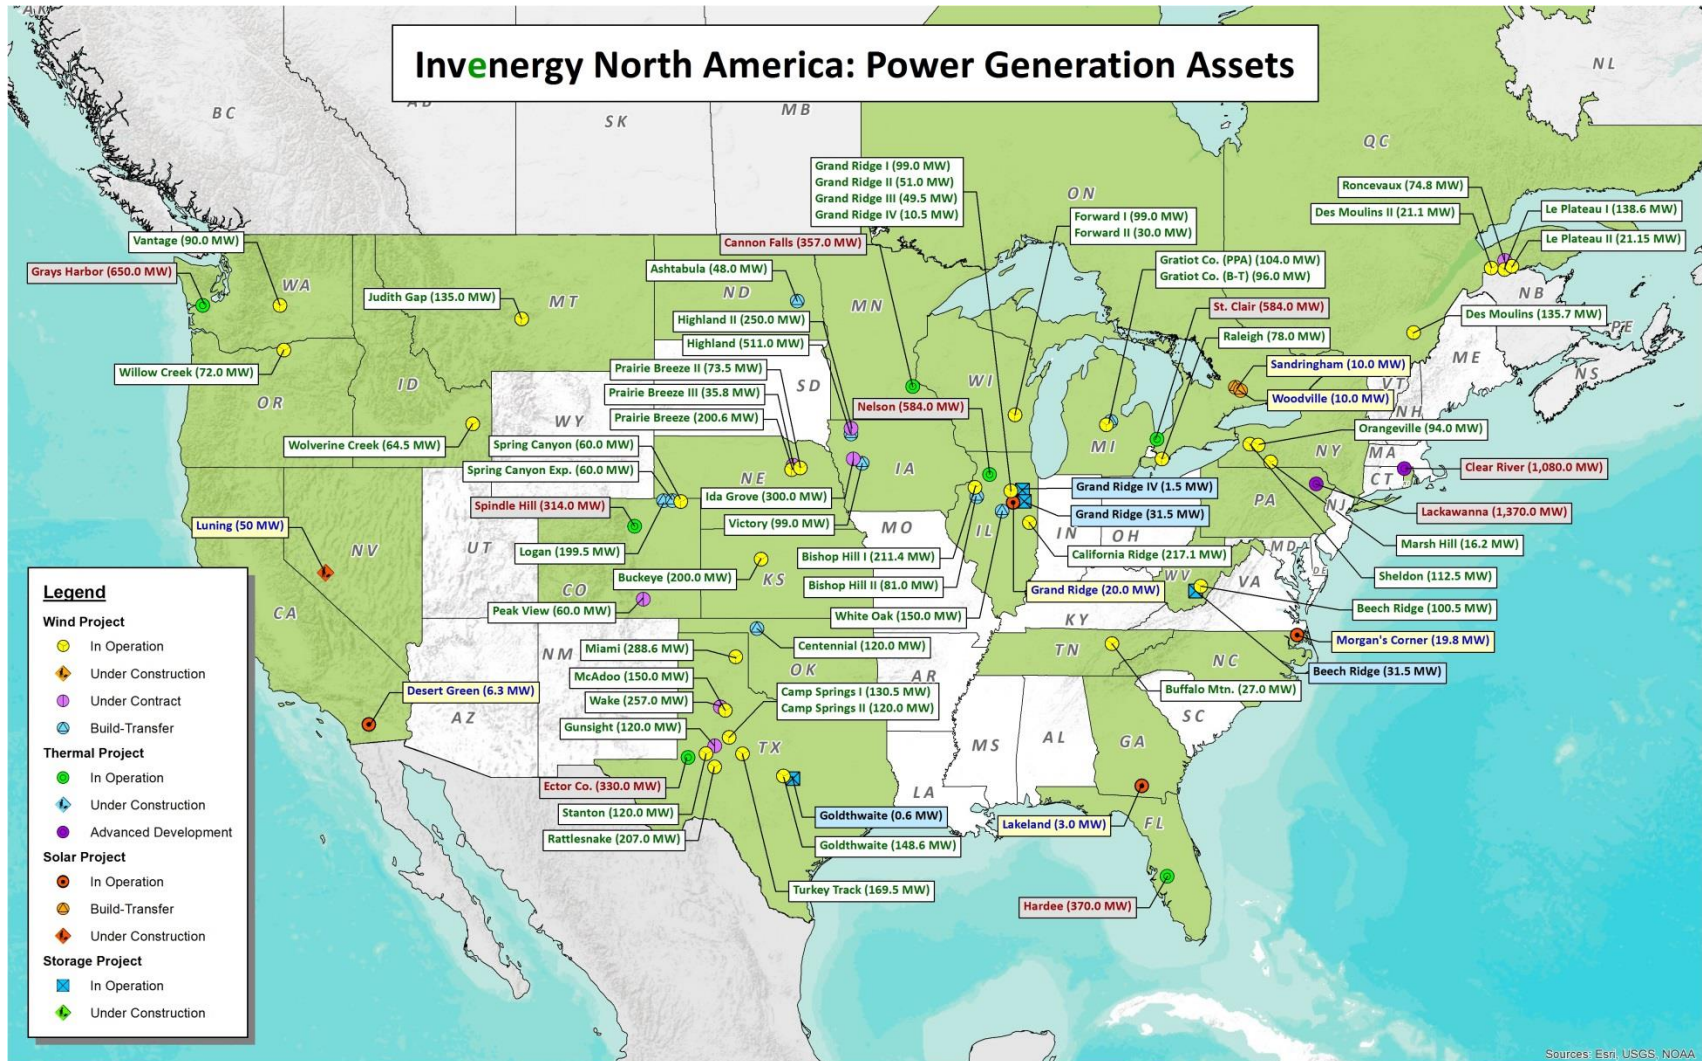 Invenergy North America: Power Generation Assets
BC
SK
MB
ON
QC
NL
NB
PE
NS
WA
OR
CA
NV
ID
MT
WY
UT
AZ
CO
NM
ND
SD
NE
KS
OK
TX
MN
IA
MO
AR
LA
WI
IL
MI
IN
OH
KY
TN
MS
AL
GA
FL
SC
NC
VA
WV
MD
DE
PA
NJ
NY
CT
MA
VT
NH
ME
Vantage (90.0 MW)
Grays Harbor (650.0 MW)
Willow Creek (72.0 MW)
Judith Gap (135.0 MW)
Wolverine Creek (64.5 MW)
Luning (50 MW)
Desert Green (6.3 MW)
Grand Ridge I (99.0 MW)
Grand Ridge II (51.0 MW)
Grand Ridge III (49.5 MW)
Grand Ridge IV (10.5 MW)
Cannon Falls (357.0 MW)
Ashtabula (48.0 MW)
Highland II (250.0 MW)
Highland (511.0 MW)
Prairie Breeze II (73.5 MW)
Prairie Breeze III (35.8 MW)
Prairie Breeze (200.6 MW)
Spring Canyon (60.0 MW)
Spring Canyon Exp. (60.0 MW)
Spindle Hill (314.0 MW)
Logan (199.5 MW)
Ida Grove (300.0 MW)
Victory (99.0 MW)
Buckeye (200.0 MW)
Peak View (60.0 MW)
Nelson (584.0 MW)
Forward I (99.0 MW)
Forward II (30.0 MW)
Gratiot Co. (PPA) (104.0 MW)
Gratiot Co. (B-T) (96.0 MW)
St. Clair (584.0 MW)
Raleigh (78.0 MW)
Sandringham (10.0 MW)
Woodville (10.0 MW)
Roncevaux (74.8 MW)
Des Moulins II (21.1 MW)
Le Plateau I (138.6 MW)
Le Plateau II (21.15 MW)
Des Moulins (135.7 MW)
Orangeville (94.0 MW)
Clear River (1,080.0 MW)
Lackawanna (1,370.0 MW)
Marsh Hill (16.2 MW)
Sheldon (112.5 MW)
Beech Ridge (100.5 MW)
Morgan's Corner (19.8 MW)
Beech Ridge (31.5 MW)
Buffalo Mtn. (27.0 MW)
Grand Ridge IV (1.5 MW)
Grand Ridge (31.5 MW)
California Ridge (217.1 MW)
Bishop Hill I (211.4 MW)
Bishop Hill II (81.0 MW)
Grand Ridge (20.0 MW)
White Oak (150.0 MW)
Centennial (120.0 MW)
Miami (288.6 MW)
McAdoo (150.0 MW)
Wake (257.0 MW)
Gunsight (120.0 MW)
Camp Springs I (130.5 MW)
Camp Springs II (120.0 MW)
Ector Co. (330.0 MW)
Stanton (120.0 MW)
Rattlesnake (207.0 MW)
Goldthwaite (0.6 MW)
Goldthwaite (148.6 MW)
Turkey Track (169.5 MW)
Lakeland (3.0 MW)
Hardee (370.0 MW)
Legend
Wind Project
In Operation
Under Construction
Under Contract
Build-Transfer
Thermal Project
In Operation
Under Construction
Advanced Development
Solar Project
In Operation
Build-Transfer
Under Construction
Storage Project
In Operation
Under Construction
Sources: Esri, USGS, NOAA